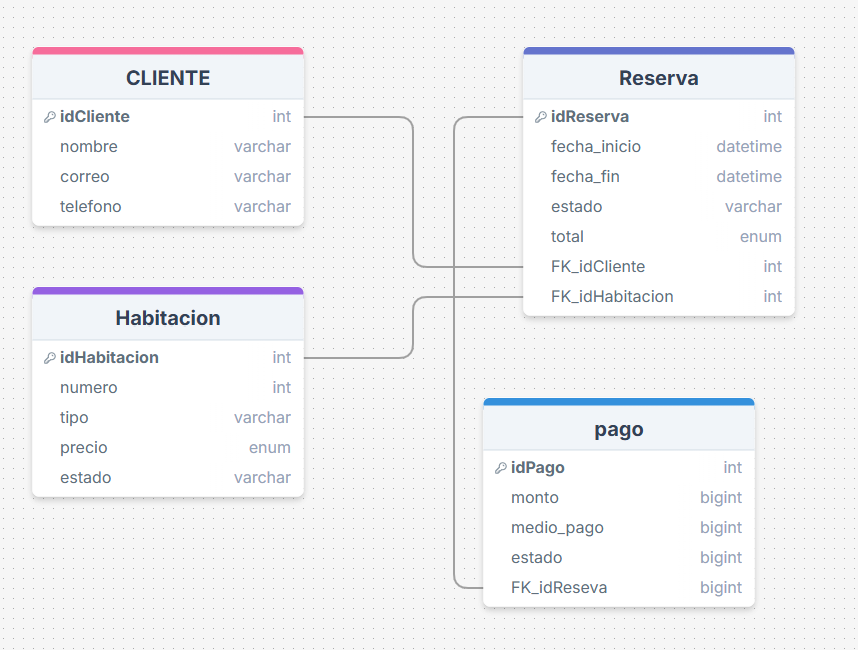 CLIENTE
idCliente int
nombre varchar
correo varchar
telefono varchar
Habitacion
idHabitacion int
numero int
tipo varchar
precio enum
estado varchar
Reserva
idReserva int
fecha_inicio datetime
fecha_fin datetime
estado varchar
total enum
FK_idCliente int
FK_idHabitacion int
pago
idPago int
monto bigint
medio_pago bigint
estado bigint
FK_idReseva bigint